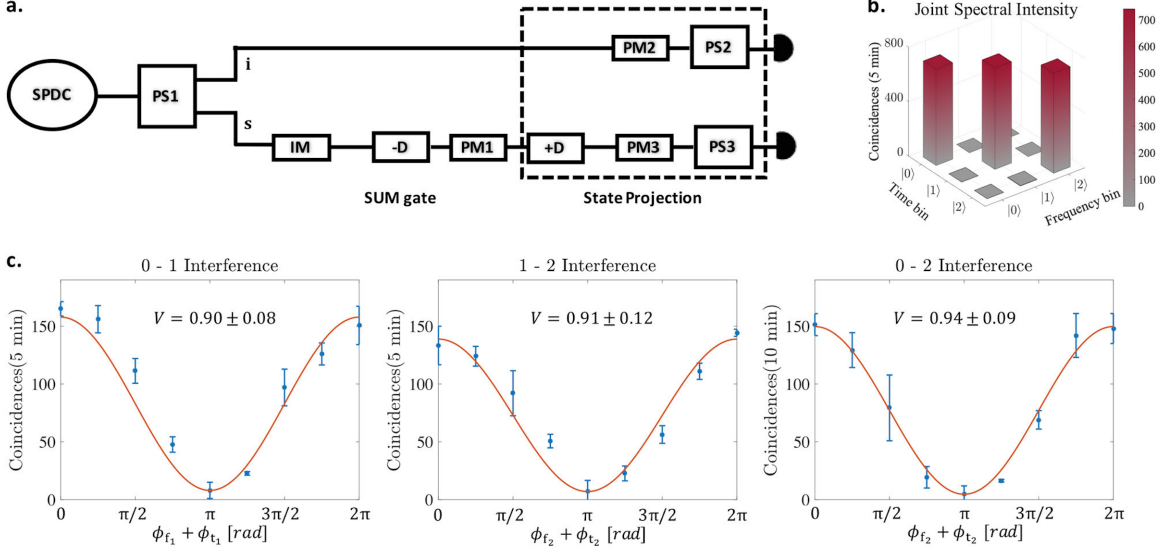 a.
SPDC
PS1
i
s
PM2
PS2
IM
-D
PM1
+D
PM3
PS3
SUM gate
State Projection
b.
Joint Spectral Intensity
Coincidences (5 min)
800
400
0
|0⟩
|1⟩
|2⟩
Time bin
|0⟩
|1⟩
|2⟩
Frequency bin
700
600
500
400
300
200
100
0
c.
0 - 1 Interference
V = 0.90 ± 0.08
Coincidences(5 min)
150
100
50
0
0 π/2 π 3π/2 2π
ϕf₁ + ϕt₁ [rad]
1 - 2 Interference
V = 0.91 ± 0.12
Coincidences(5 min)
150
100
50
0
0 π/2 π 3π/2 2π
ϕf₂ + ϕt₂ [rad]
0 - 2 Interference
V = 0.94 ± 0.09
Coincidences(10 min)
150
100
50
0
0 π/2 π 3π/2 2π
ϕf₂ + ϕt₂ [rad]